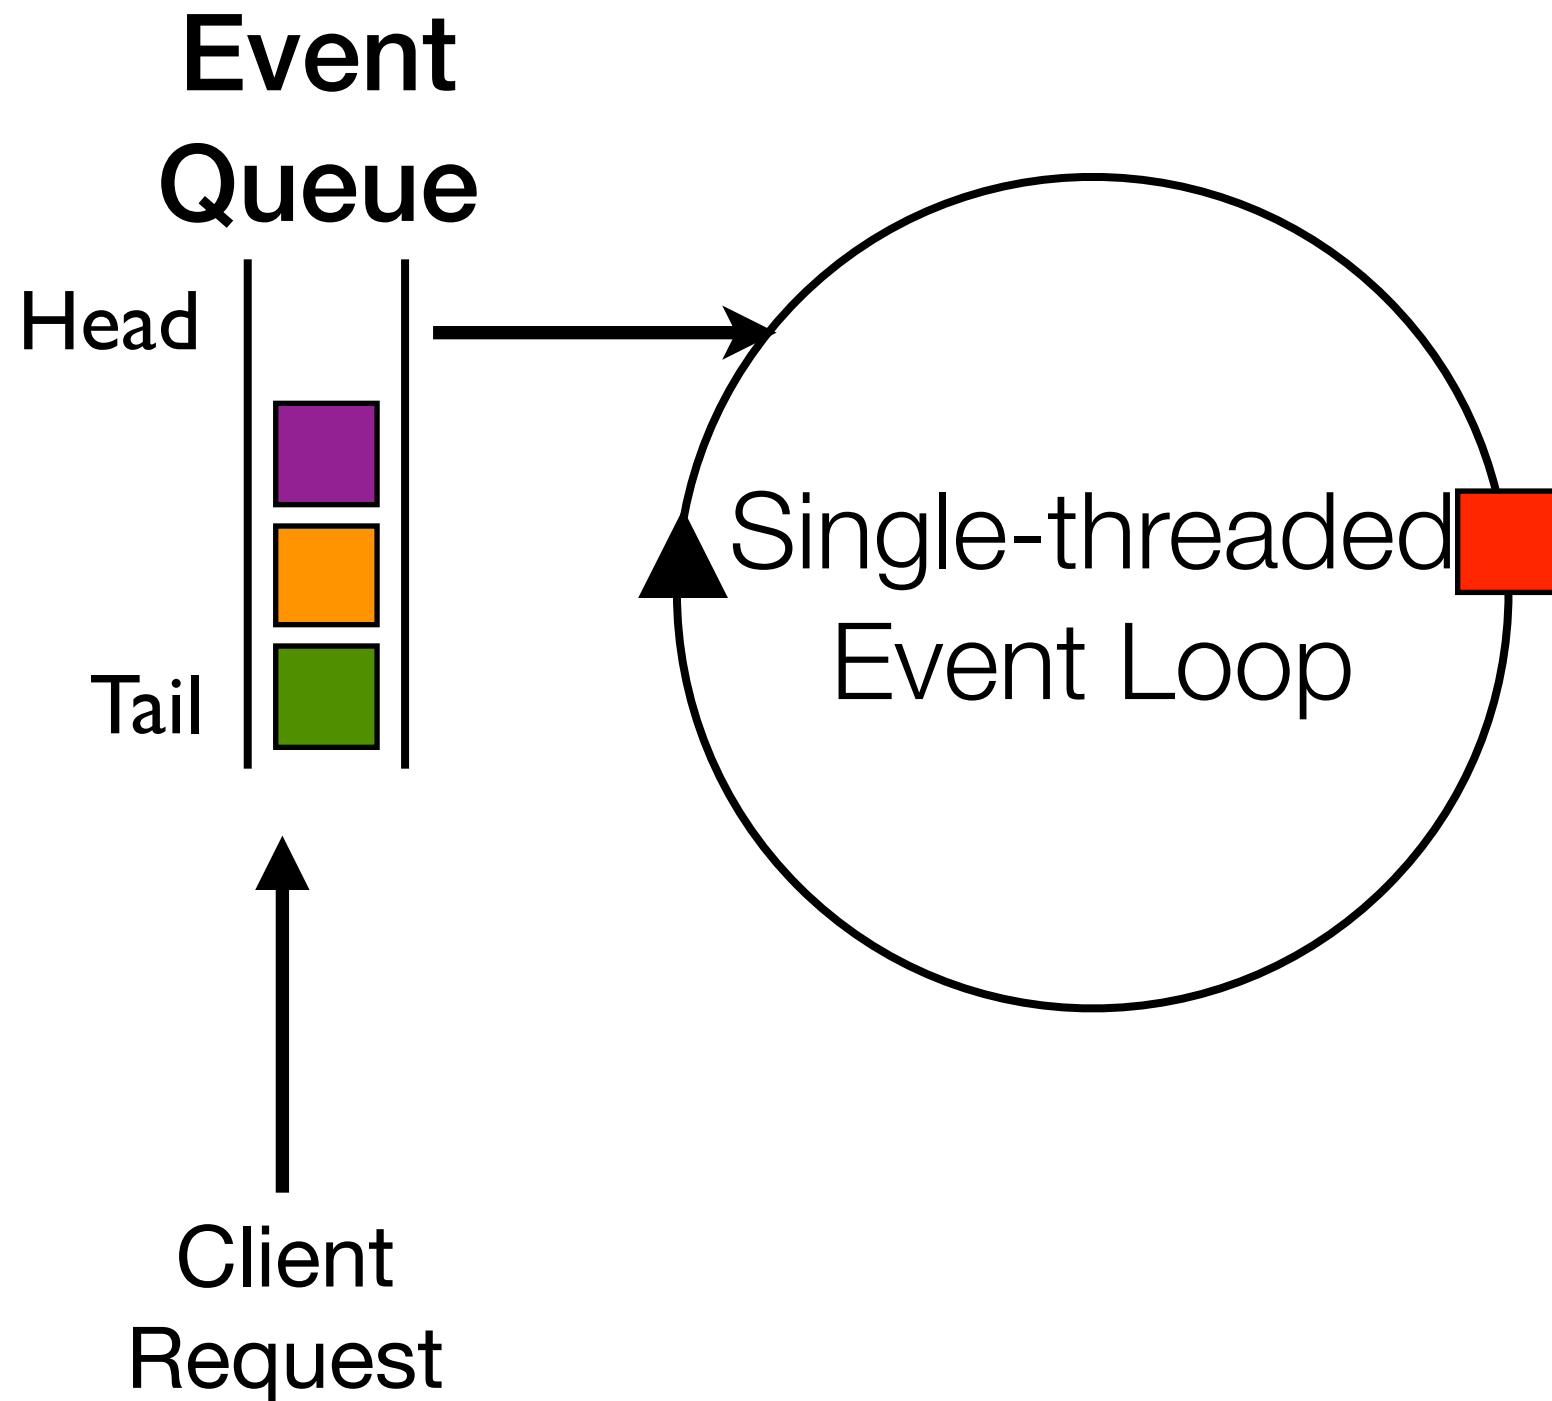 Event
Queue
Head
Tail
Single-threaded
Event Loop
Client
Request